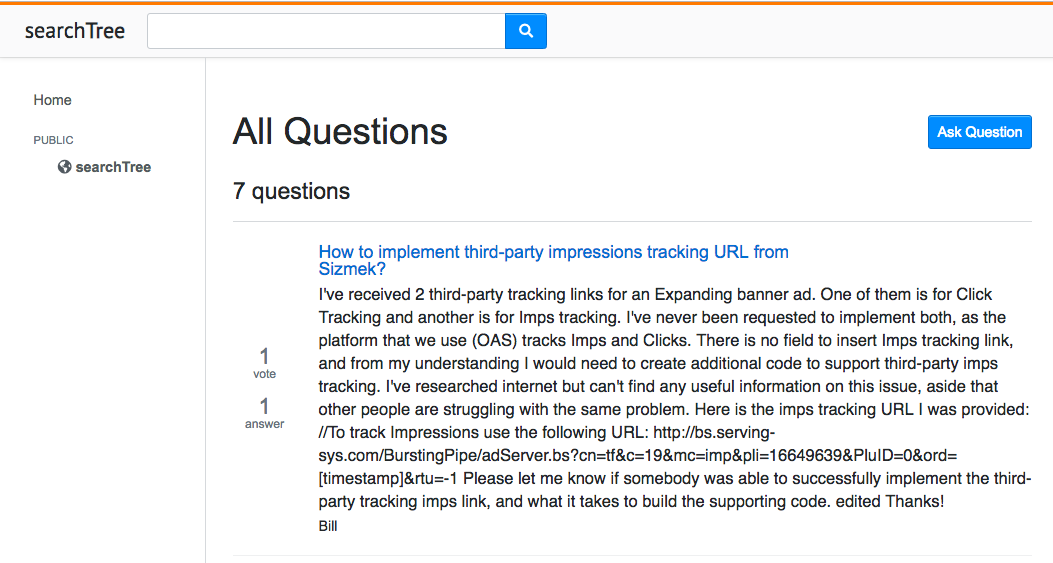 searchTree
Home
PUBLIC
searchTree
All Questions
Ask Question
7 questions
How to implement third-party impressions tracking URL from
Sizmek?
I've received 2 third-party tracking links for an Expanding banner ad. One of them is for Click
Tracking and another is for Imps tracking. I've never been requested to implement both, as the
platform that we use (OAS) tracks Imps and Clicks. There is no field to insert Imps tracking link,
and from my understanding I would need to create additional code to support third-party imps
tracking. I've researched internet but can't find any useful information on this issue, aside that
other people are struggling with the same problem. Here is the imps tracking URL I was provided:
//To track Impressions use the following URL: http://bs.serving-
sys.com/BurstingPipe/adServer.bs?cn=tf&c=19&mc=imp&pli=16649639&PluID=0&ord=
[timestamp]&rtu=-1 Please let me know if somebody was able to successfully implement the third-
party tracking imps link, and what it takes to build the supporting code. edited Thanks!
Bill
1
vote
1
answer